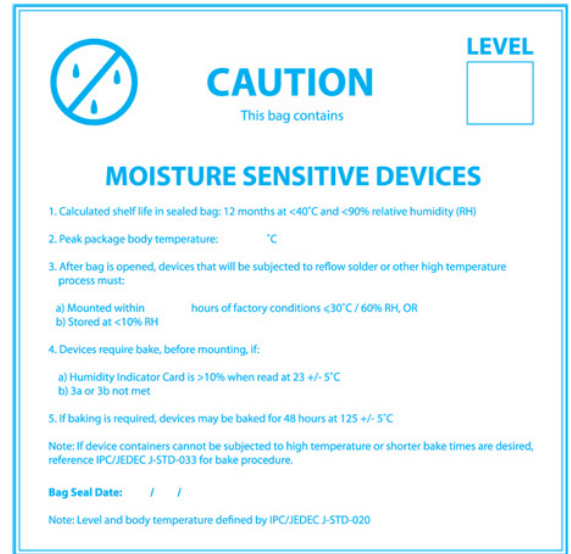 LEVEL
CAUTION
This bag contains
MOISTURE SENSITIVE DEVICES
1. Calculated shelf life in sealed bag: 12 months at <40˚C and <90% relative humidity (RH)
2. Peak package body temperature: ˚C
3. After bag is opened, devices that will be subjected to reflow solder or other high temperature
process must:
a) Mounted within hours of factory conditions ⩽30˚C / 60% RH, OR
b) Stored at <10% RH
4. Devices require bake, before mounting, if:
a) Humidity Indicator Card is >10% when read at 23 +/- 5˚C
b) 3a or 3b not met
5. If baking is required, devices may be baked for 48 hours at 125 +/- 5˚C
Note: If device containers cannot be subjected to high temperature or shorter bake times are desired,
reference IPC/JEDEC J-STD-033 for bake procedure.
Bag Seal Date: / /
Note: Level and body temperature defined by IPC/JEDEC J-STD-020